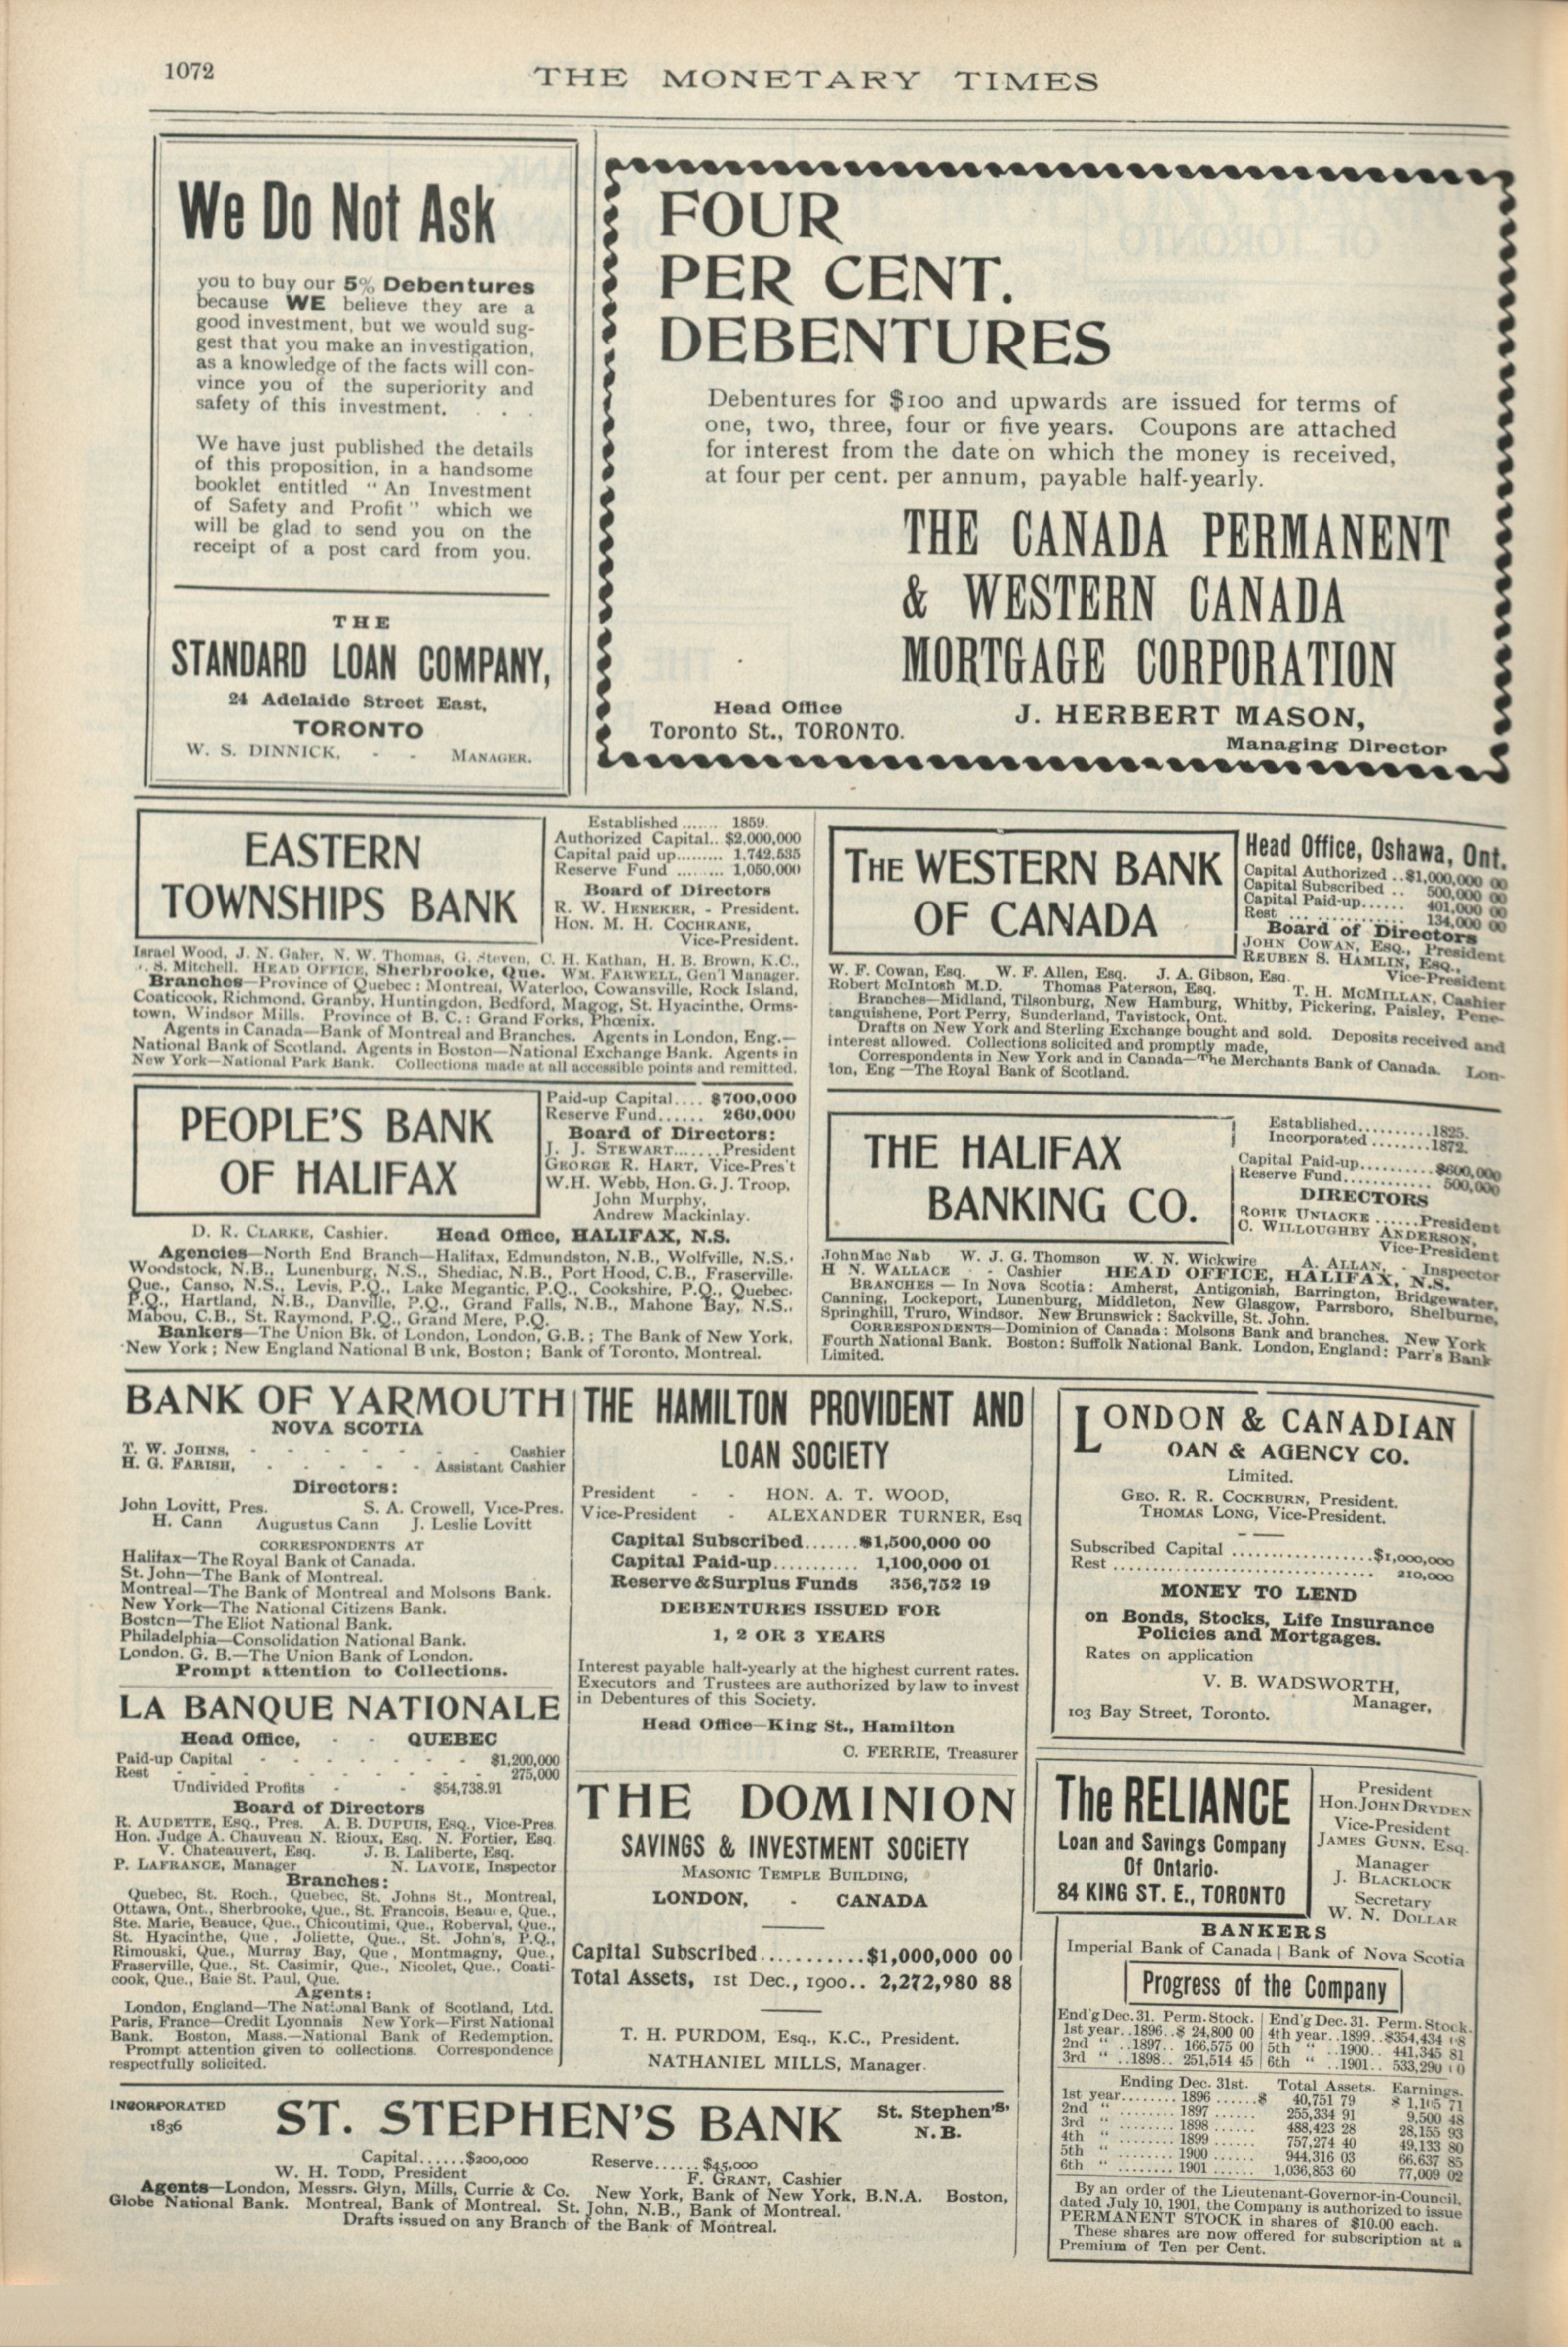 1072
THE MONETARY TIMES
We Do Not Ask
you to buy our 5% Debentures
because WE believe they are a
good investment, but we would sug-
gest that you make an investigation,
as a knowledge of the facts will con-
vince you of the superiority and
safety of this investment. . .
We have just published the details
of this proposition, in a handsome
booklet entitled "An Investment
of Safety and Profit" which we
will be glad to send you on the
receipt of a post card from you.
THE
STANDARD LOAN COMPANY,
24 Adelaide Street East,
TORONTO
W. S. DINNICK, - - MANAGER.
FOUR
PER CENT.
DEBENTURES
Debentures for $100 and upwards are issued for terms of
one, two, three, four or five years. Coupons are attached
for interest from the date on which the money is received,
at four per cent. per annum, payable half-yearly.
THE CANADA PERMANENT
& WESTERN CANADA
MORTGAGE CORPORATION
Head Office
Toronto St., TORONTO.
J. HERBERT MASON,
Managing Director
EASTERN
TOWNSHIPS BANK
Established ....... 1859.
Authorized Capital.. $2,000,000
Capital paid up......... 1,742,535
Reserve Fund ........ 1,050,000
Board of Directors
R. W. HENEKER, - President.
HON. M. H. COCHRANE,
Vice-President.
Israel Wood, J. N. Galer, N. W. Thomas, G. Steven, C. H. Kathan, H. B. Brown, K.C.,
S. Mitchell. HEAD OFFICE, Sherbrooke, Que. WM. FARWELL, Gen'l Manager.
Branches—Province of Quebec: Montreal, Waterloo, Cowansville, Rock Island,
Coaticook, Richmond, Granby, Huntingdon, Bedford, Magog, St. Hyacinthe, Orms-
town, Windsor Mills. Province of B. C.: Grand Forks, Phœnix.
Agents in Canada—Bank of Montreal and Branches. Agents in London, Eng.—
National Bank of Scotland. Agents in Boston—National Exchange Bank. Agents in
New York—National Park Bank. Collections made at all accessible points and remitted.
THE WESTERN BANK
OF CANADA
Head Office, Oshawa, Ont.
Capital Authorized ..$1,000,000 00
Capital Subscribed .. 500,000 00
Capital Paid-up...... 401,000 00
Rest ................ 134,000 00
Board of Directors
JOHN COWAN, ESQ., President
REUBEN S. HAMLIN, ESQ.,
Vice-President
W. F. Cowan, Esq. W. F. Allen, Esq. J. A. Gibson, Esq.
Robert McIntosh M.D. Thomas Paterson, Esq. T. H. MCMILLAN, Cashier
Branches—Midland, Tilsonburg, New Hamburg, Whitby, Pickering, Paisley, Pene-
tanguishene, Port Perry, Sunderland, Tavistock, Ont.
Drafts on New York and Sterling Exchange bought and sold. Deposits received and
interest allowed. Collections solicited and promptly made,
Correspondents in New York and in Canada—The Merchants Bank of Canada. Lon-
ton, Eng —The Royal Bank of Scotland.
PEOPLE'S BANK
OF HALIFAX
Paid-up Capital.... $700,000
Reserve Fund...... 260,000
Board of Directors:
J. J. STEWART.......President
GEORGE R. HART, Vice-Pres't
W.H. Webb, Hon. G. J. Troop,
John Murphy,
Andrew Mackinlay.
D. R. CLARKE, Cashier. Head Office, HALIFAX, N.S.
Agencies—North End Branch—Halifax, Edmundston, N.B., Wolfville, N.S.
Woodstock, N.B., Lunenburg, N.S., Shediac, N.B., Port Hood, C.B., Fraserville.
Que., Canso, N.S., Levis, P.Q., Lake Megantic, P.Q., Cookshire, P.Q., Quebec.
P.Q., Hartland, N.B., Danville, P.Q., Grand Falls, N.B., Mahone Bay, N.S.,
Mabou, C.B., St. Raymond, P.Q., Grand Mere, P.Q.
Bankers—The Union Bk. of London, London, G.B.; The Bank of New York,
New York; New England National Bank, Boston; Bank of Toronto, Montreal.
THE HALIFAX
BANKING CO.
Established..........1825.
Incorporated ........1872.
Capital Paid-up..........$600,000
Reserve Fund............ 500,000
DIRECTORS
ROBIE UNIACKE ......President
C. WILLOUGHBY ANDERSON,
Vice-President
John MacNab W. J. G. Thomson W. N. Wickwire A. ALLAN, - Inspector
H N. WALLACE - - Cashier HEAD OFFICE, HALIFAX, N.S.
BRANCHES — In Nova Scotia: Amherst, Antigonish, Barrington, Bridgewater,
Canning, Lockeport, Lunenburg, Middleton, New Glasgow, Parrsboro, Shelburne,
Springhill, Truro, Windsor. New Brunswick: Sackville, St. John.
CORRESPONDENTS—Dominion of Canada: Molsons Bank and branches. New York
Fourth National Bank. Boston: Suffolk National Bank. London, England: Parr's Bank
Limited.
BANK OF YARMOUTH
NOVA SCOTIA
T. W. JOHNS, - - - - - - - Cashier
H. G. FARISH, - - - - - Assistant Cashier
Directors:
John Lovitt, Pres. S. A. Crowell, Vice-Pres.
H. Cann Augustus Cann J. Leslie Lovitt
CORRESPONDENTS AT
Halifax—The Royal Bank of Canada.
St. John—The Bank of Montreal.
Montreal—The Bank of Montreal and Molsons Bank.
New York—The National Citizens Bank.
Boston—The Eliot National Bank.
Philadelphia—Consolidation National Bank.
London. G. B.—The Union Bank of London.
Prompt attention to Collections.
LA BANQUE NATIONALE
Head Office, - - QUEBEC
Paid-up Capital - - - - - - - $1,200,000
Rest - - - - - - - - 275,000
Undivided Profits - - $54,738.91
Board of Directors
R. AUDETTE, ESQ., Pres. A. B. DUPUIS, ESQ., Vice-Pres
Hon. Judge A. Chauveau N. Rioux, Esq. N. Fortier, Esq.
V. Chateauvert, Esq. J. B. Laliberte, Esq.
P. LAFRANCE, Manager N. LAVOIE, Inspector
Branches:
Quebec, St. Roch., Quebec, St. Johns St., Montreal,
Ottawa, Ont., Sherbrooke, Que., St. Francois, Beauce, Que.,
Ste. Marie, Beauce, Que., Chicoutimi, Que., Roberval, Que.,
St. Hyacinthe, Que, Joliette, Que., St. John's, P.Q.,
Rimouski, Que., Murray Bay, Que, Montmagny, Que.,
Fraserville, Que., St. Casimir, Que., Nicolet, Que., Coati-
cook, Que., Baie St. Paul, Que.
Agents:
London, England—The National Bank of Scotland, Ltd.
Paris, France—Credit Lyonnais New York—First National
Bank. Boston, Mass.—National Bank of Redemption.
Prompt attention given to collections. Correspondence
respectfully solicited.
THE HAMILTON PROVIDENT AND
LOAN SOCIETY
President - - HON. A. T. WOOD,
Vice-President - ALEXANDER TURNER, Esq
Capital Subscribed.......$1,500,000 00
Capital Paid-up.......... 1,100,000 01
Reserve & Surplus Funds 356,752 19
DEBENTURES ISSUED FOR
1, 2 OR 3 YEARS
Interest payable half-yearly at the highest current rates.
Executors and Trustees are authorized by law to invest
in Debentures of this Society.
Head Office—King St., Hamilton
C. FERRIE, Treasurer
THE DOMINION
SAVINGS & INVESTMENT SOCIETY
MASONIC TEMPLE BUILDING,
LONDON, - CANADA
Capital Subscribed...........$1,000,000 00
Total Assets, 1st Dec., 1900.. 2,272,980 88
T. H. PURDOM, Esq., K.C., President.
NATHANIEL MILLS, Manager.
LONDON & CANADIAN
OAN & AGENCY CO.
Limited.
GEO. R. R. COCKBURN, President.
THOMAS LONG, Vice-President.
Subscribed Capital ..................$1,000,000
Rest ................................. 210,000
MONEY TO LEND
on Bonds, Stocks, Life Insurance
Policies and Mortgages.
Rates on application
V. B. WADSWORTH,
Manager,
103 Bay Street, Toronto.
The RELIANCE
Loan and Savings Company
Of Ontario.
84 KING ST. E., TORONTO
President
Hon. JOHN DRYDEN
Vice-President
JAMES GUNN, Esq.
Manager
J. BLACKLOCK
Secretary
W. N. DOLLAR
BANKERS
Imperial Bank of Canada | Bank of Nova Scotia
Progress of the Company
End'g Dec. 31. Perm. Stock. | End'g Dec. 31. Perm. Stock.
1st year..1896..$ 24,800 00 | 4th year..1899..$354,434
2nd " ..1897.. 166,575 00 | 5th " ..1900.. 441,345 81
3rd " ..1898.. 251,514 45 | 6th " ..1901.. 533,290
Ending Dec. 31st. Total Assets. Earnings.
1st year........ 1896 ......$ 40,751 79 $ 1,105 71
2nd " ........ 1897 ...... 255,334 91 9,500 48
3rd " ........ 1898 ...... 488,423 28 28,155 93
4th " ........ 1899 ...... 757,274 40 49,133 80
5th " ........ 1900 ...... 944,316 03 66,637 85
6th " ........ 1901 ...... 1,036,853 60 77,009 02
By an order of the Lieutenant-Governor-in-Council,
dated July 10, 1901, the Company is authorized to issue
PERMANENT STOCK in shares of $10.00 each.
These shares are now offered for subscription at a
Premium of Ten per Cent.
INCORPORATED
1836
ST. STEPHEN'S BANK
St. Stephen's'
N.B.
Capital......$200,000 Reserve......$45,000
W. H. TODD, President F. GRANT, Cashier
Agents—London, Messrs. Glyn, Mills, Currie & Co. New York, Bank of New York, B.N.A. Boston,
Globe National Bank. Montreal, Bank of Montreal. St. John, N.B., Bank of Montreal.
Drafts issued on any Branch of the Bank of Montreal.